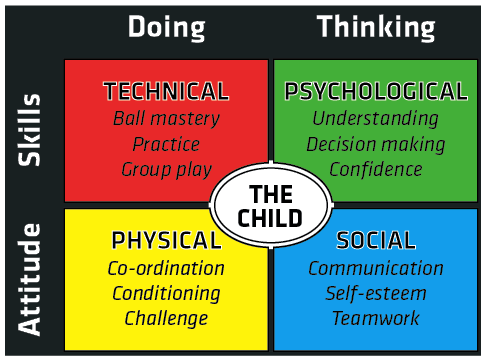 Doing
Thinking
Skills
TECHNICAL
Ball mastery
Practice
Group play
PSYCHOLOGICAL
Understanding
Decision making
Confidence
THE
CHILD
Attitude
PHYSICAL
Co-ordination
Conditioning
Challenge
SOCIAL
Communication
Self-esteem
Teamwork